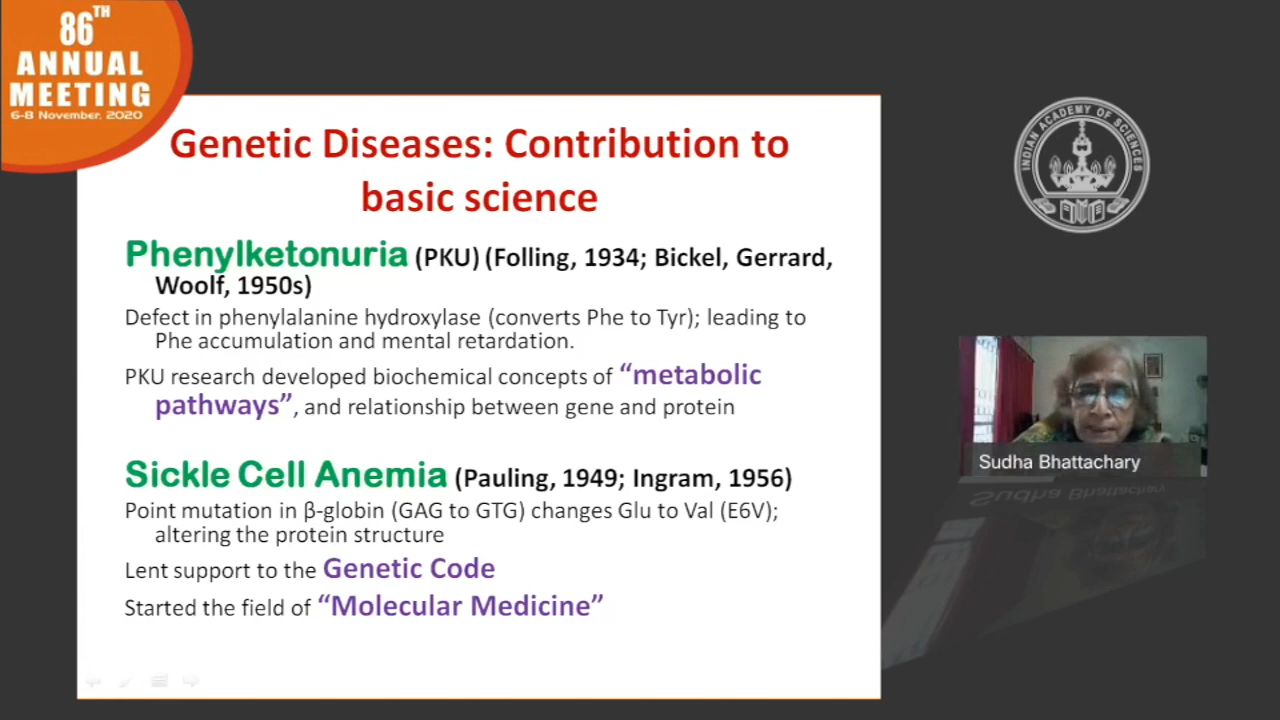 86TH
ANNUAL
MEETING
6-8 November, 2020
Genetic Diseases: Contribution to
basic science
Phenylketonuria (PKU) (Folling, 1934; Bickel, Gerrard,
Woolf, 1950s)
Defect in phenylalanine hydroxylase (converts Phe to Tyr); leading to
Phe accumulation and mental retardation.
PKU research developed biochemical concepts of “metabolic
pathways”, and relationship between gene and protein
Sickle Cell Anemia (Pauling, 1949; Ingram, 1956)
Point mutation in β-globin (GAG to GTG) changes Glu to Val (E6V);
altering the protein structure
Lent support to the Genetic Code
Started the field of “Molecular Medicine”
INDIAN ACADEMY OF SCIENCES
Sudha Bhattachary